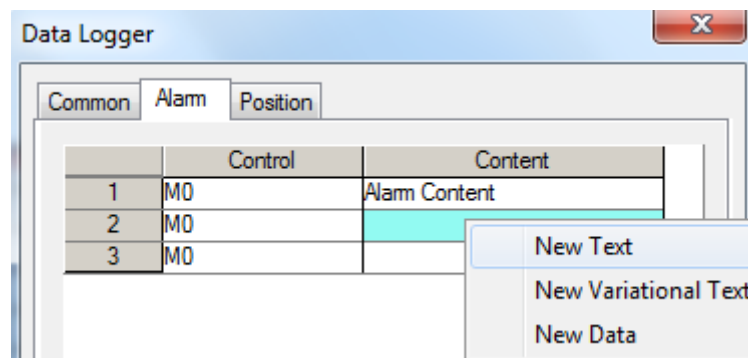 Data Logger
Common Alarm Position
Control Content
1 M0 Alarm Content
2 M0
3 M0
New Text
New Variational Text
New Data